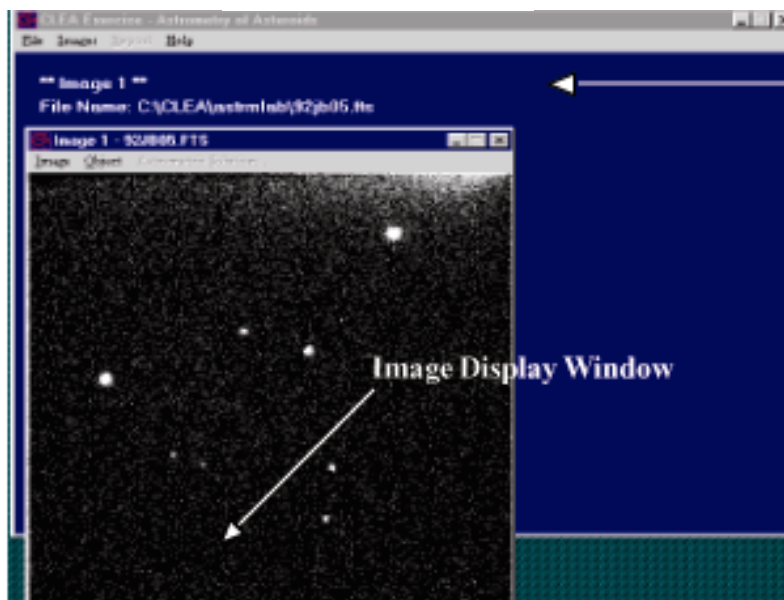 CLEA Exercise - Astrometry of Asteroids
File Images Report Help
** Image 1 **
File Name: C:\CLEA\astrmlab\92jb05.fts
Image 1 - 92JB05.FTS
Image Object
Image Display Window